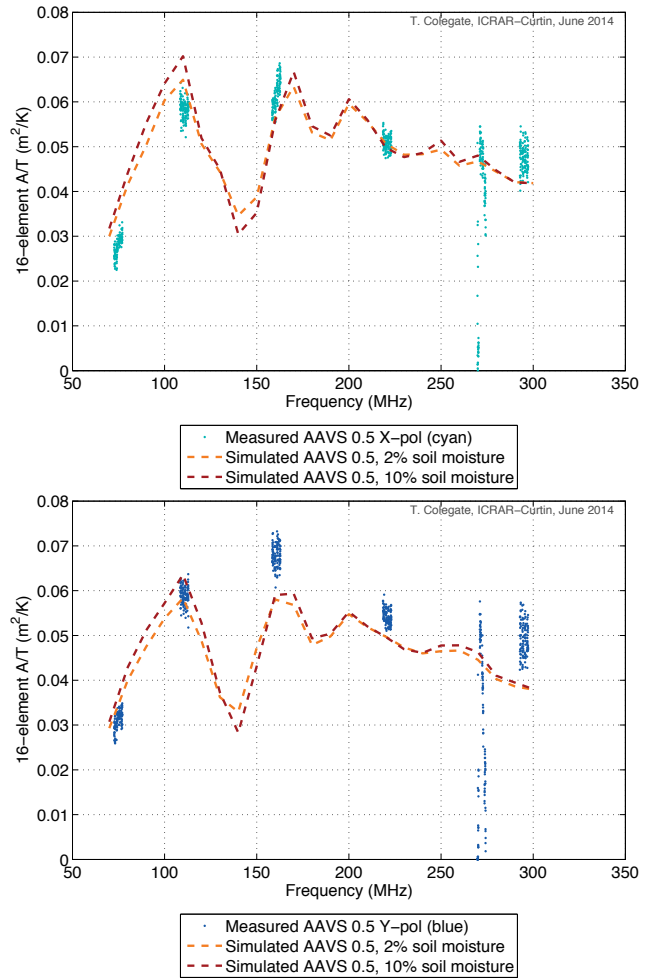 T. Colegate, ICRAR−Curtin, June 2014
0.08
0.07
0.06
0.05
0.04
0.03
0.02
0.01
0
16−element A/T (m²/K)
50 100 150 200 250 300 350
Frequency (MHz)
Measured AAVS 0.5 X−pol (cyan)
Simulated AAVS 0.5, 2% soil moisture
Simulated AAVS 0.5, 10% soil moisture
T. Colegate, ICRAR−Curtin, June 2014
0.08
0.07
0.06
0.05
0.04
0.03
0.02
0.01
0
16−element A/T (m²/K)
50 100 150 200 250 300 350
Frequency (MHz)
Measured AAVS 0.5 Y−pol (blue)
Simulated AAVS 0.5, 2% soil moisture
Simulated AAVS 0.5, 10% soil moisture